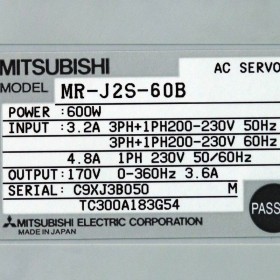 MITSUBISHI AC SERVO
MODEL MR-J2S-60B
POWER :600W
INPUT :3.2A 3PH+1PH200-230V 50Hz
3PH+1PH200-230V 60Hz
4.8A 1PH 230V 50/60Hz
OUTPUT:170V 0-360Hz 3.6A
SERIAL: C9XJ3B050 M
TC300A183G54
MITSUBISHI ELECTRIC CORPORATION
MADE IN JAPAN
PASS